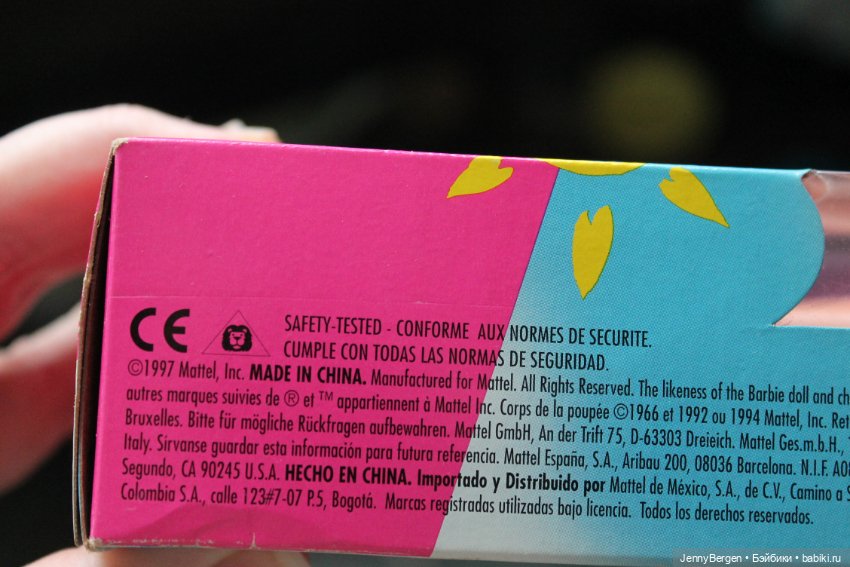 CE
SAFETY-TESTED - CONFORME AUX NORMES DE SECURITE.
CUMPLE CON TODAS LAS NORMAS DE SEGURIDAD.
©1997 Mattel, Inc. MADE IN CHINA. Manufactured for Mattel. All Rights Reserved. The likeness of the Barbie doll and
autres marques suivies de ® et ™ appartiennent à Mattel Inc. Corps de la poupée ©1966 et 1992 ou 1994 Mattel, Inc.
Bruxelles. Bitte für mögliche Rückfragen aufbewahren. Mattel GmbH, An der Trift 75, D-63303 Dreieich. Mattel Ges.m.b.H.,
Italy. Sírvanse guardar esta información para futura referencia. Mattel España, S.A., Aribau 200, 08036 Barcelona. N.I.F.
Segundo, CA 90245 U.S.A. HECHO EN CHINA. Importado y Distribuido por Mattel de México, S.A., de C.V., Camino a
Colombia S.A., calle 123#7-07 P.5, Bogotá. Marcas registradas utilizadas bajo licencia. Todos los derechos reservados.
JennyBergen • Бэйбики • babiki.ru